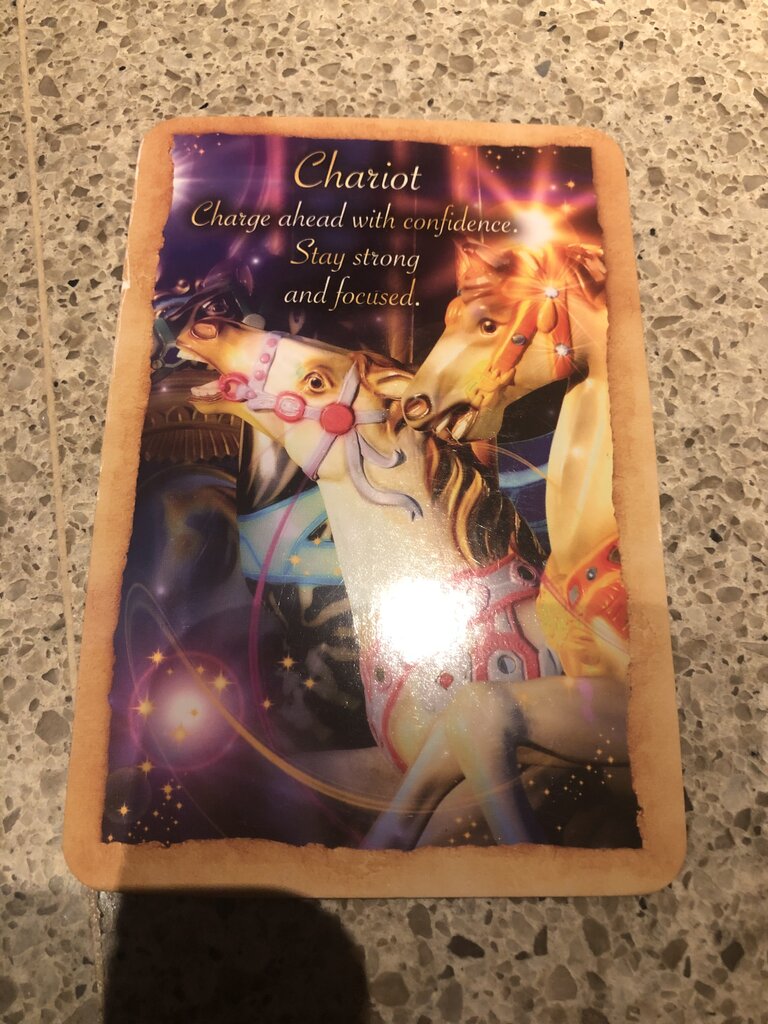 Chariot
Charge ahead with confidence.
Stay strong
and focused.